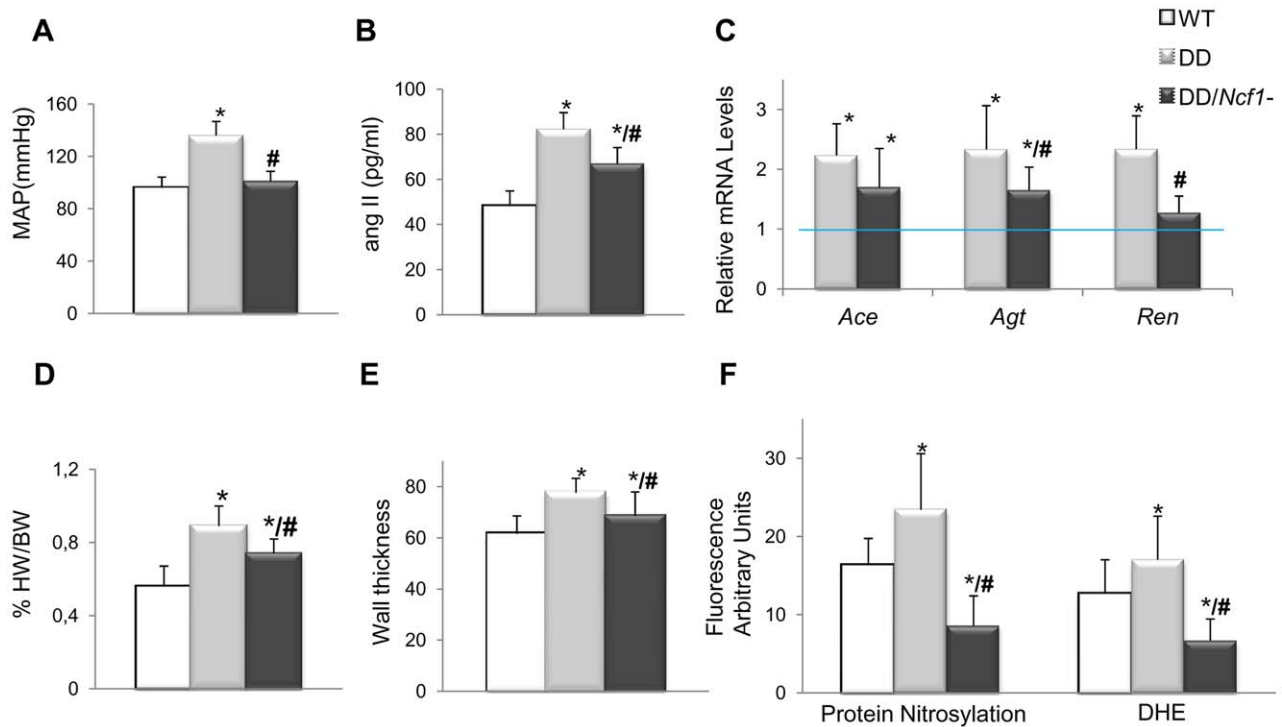 WT
DD
DD/Ncf1-
A
MAP(mmHg)
160
120
80
40
0
*
#
B
ang II (pg/ml)
100
80
60
40
20
0
*
*/#
C
Relative mRNA Levels
3
2
1
0
*
*
*
*/#
*
#
Ace
Agt
Ren
D
% HW/BW
1,2
0,8
0,4
0
*
*/#
E
Wall thickness
80
60
40
20
0
*
*/#
F
Fluorescence
Arbitrary Units
30
20
10
0
*
*/#
*
*/#
Protein Nitrosylation
DHE